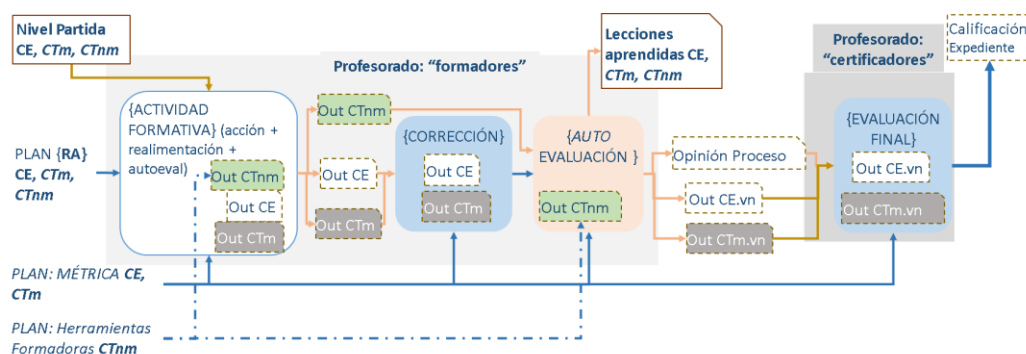 Nivel Partida
CE, CTm, CTnm
Profesorado: "formadores"
Lecciones
aprendidas CE,
CTm, CTnm
Profesorado:
"certificadores"
Calificación
Expediente
PLAN {RA}
CE, CTm,
CTnm
{ACTIVIDAD
FORMATIVA} (acción +
realimentación +
autoeval)
Out CTnm
Out CE
Out CTm
Out CTnm
Out CE
Out CTm
{CORRECCIÓN}
Out CE
Out CTm
{AUTO
EVALUACIÓN }
Out CTnm
Opinión Proceso
Out CE.vn
Out CTm.vn
{EVALUACIÓN
FINAL}
Out CE.vn
Out CTm.vn
PLAN: MÉTRICA CE,
CTm
PLAN: Herramientas
Formadoras CTnm